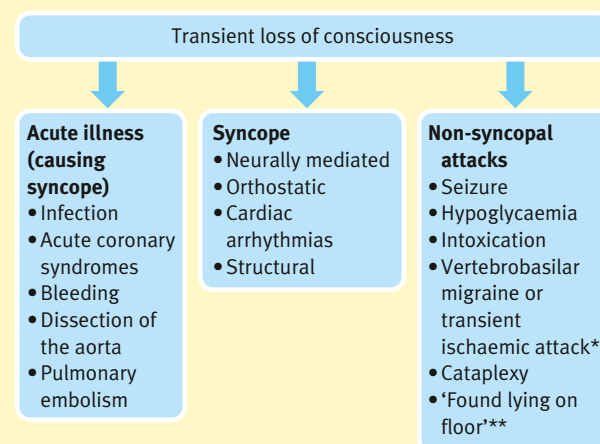 Transient loss of consciousness
Acute illness
(causing
syncope)
• Infection
• Acute coronary
syndromes
• Bleeding
• Dissection of
the aorta
• Pulmonary
embolism
Syncope
• Neurally mediated
• Orthostatic
• Cardiac
arrhythmias
• Structural
Non-syncopal
attacks
• Seizure
• Hypoglycaemia
• Intoxication
• Vertebrobasilar
migraine or
transient
ischaemic attack*
• Cataplexy
• ‘Found lying on
floor’**